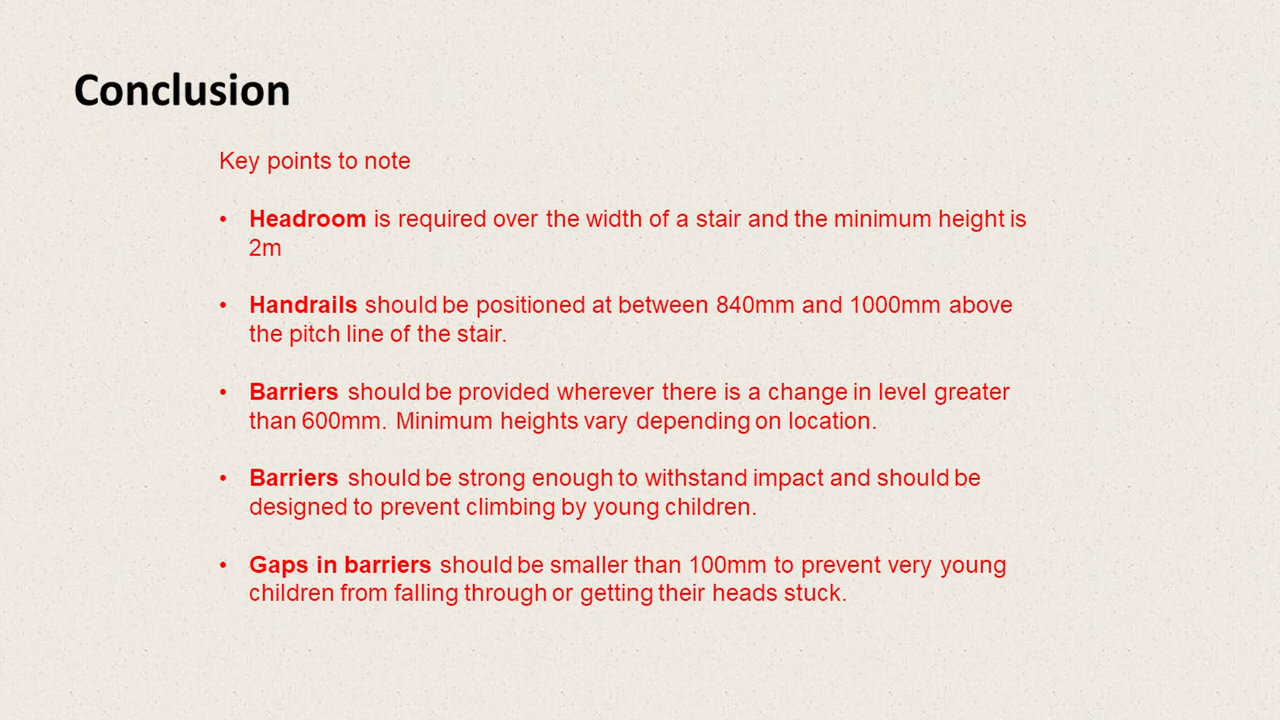 Conclusion
Key points to note
• Headroom is required over the width of a stair and the minimum height is
2m
• Handrails should be positioned at between 840mm and 1000mm above
the pitch line of the stair.
• Barriers should be provided wherever there is a change in level greater
than 600mm. Minimum heights vary depending on location.
• Barriers should be strong enough to withstand impact and should be
designed to prevent climbing by young children.
• Gaps in barriers should be smaller than 100mm to prevent very young
children from falling through or getting their heads stuck.